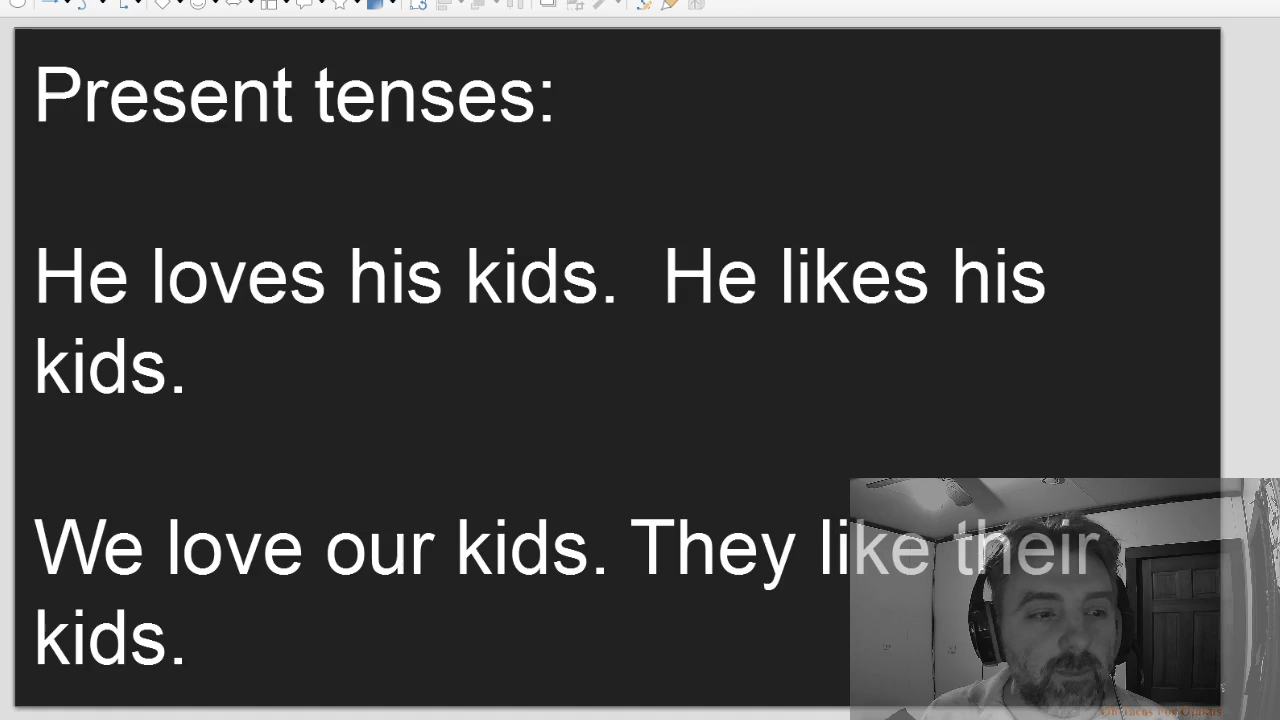 Present tenses:
He loves his kids.  He likes his
kids.
We love our kids. They like their
kids.